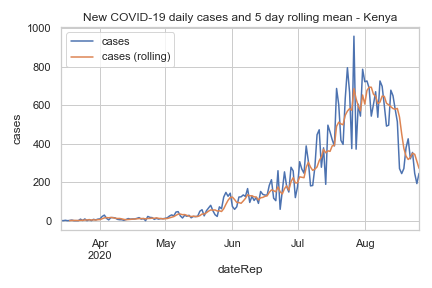 New COVID-19 daily cases and 5 day rolling mean - Kenya
cases
cases (rolling)
1000
800
600
400
200
0
cases
Apr
2020
May
Jun
Jul
Aug
dateRep